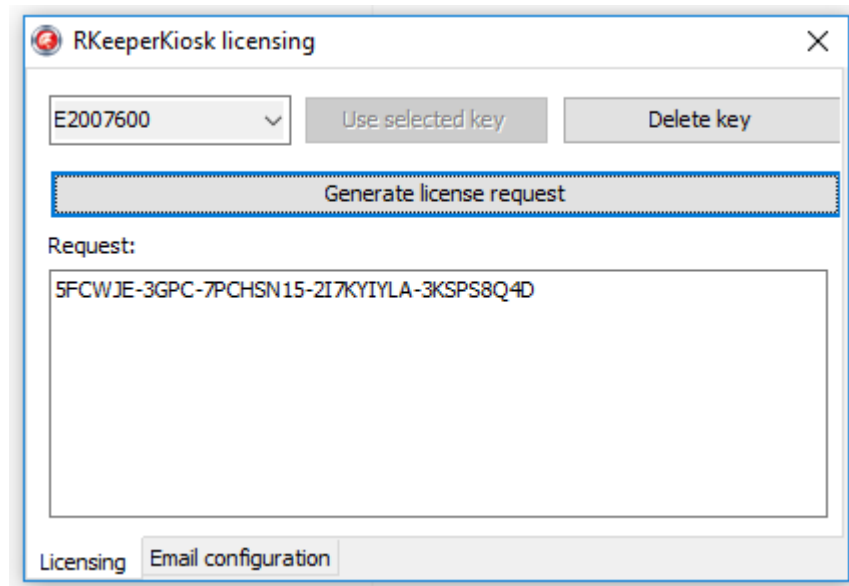 RKeeperKiosk licensing
E2007600
Use selected key
Delete key
Generate license request
Request:
5FCWJE-3GPC-7PCHSN15-2I7KYIYLA-3KSPS8Q4D
Licensing
Email configuration